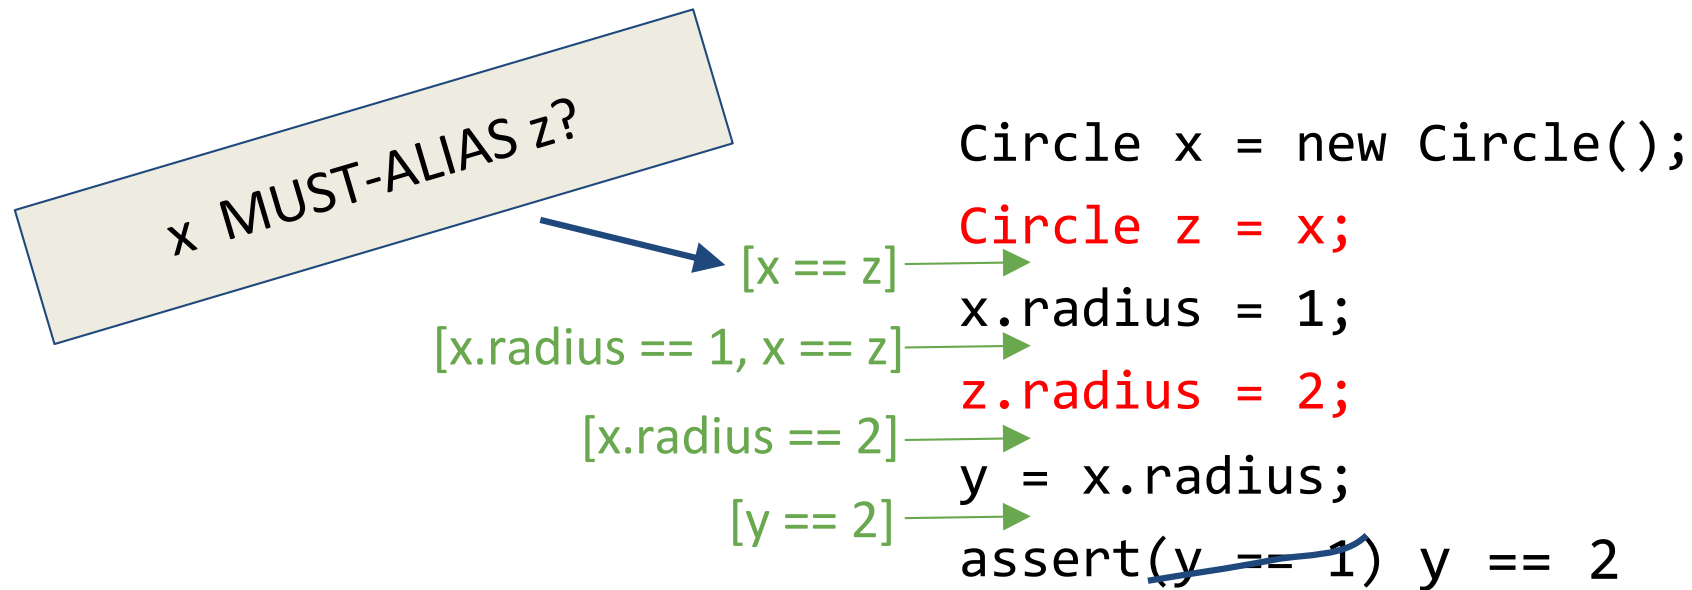 x MUST-ALIAS z?
Circle x = new Circle();
Circle z = x;
[x == z]
x.radius = 1;
[x.radius == 1, x == z]
z.radius = 2;
[x.radius == 2]
y = x.radius;
[y == 2]
assert(y == 1) y == 2